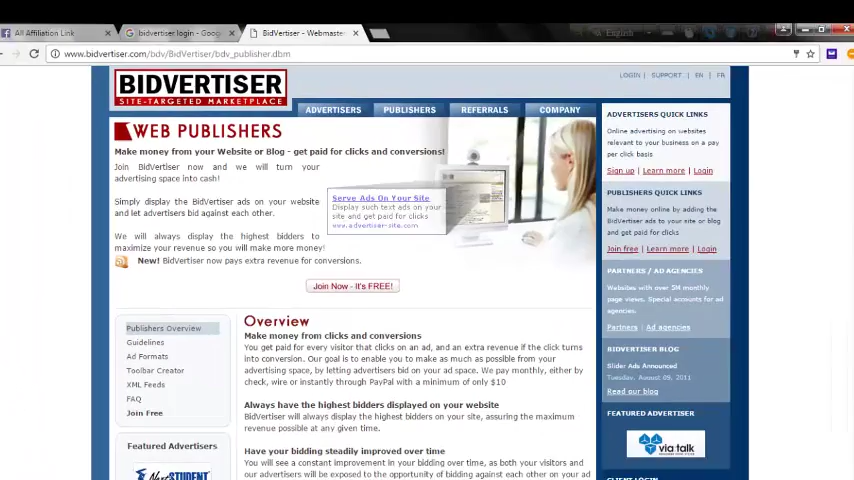 All Affiliation Link
bidvertiser login - Goog
BidVertiser - Webmaste
English
www.bidvertiser.com/bdv/BidVertiser/bdv_publisher.dbm
LOGIN | SUPPORT | EN | FR
BIDVERTISER
SITE-TARGETED MARKETPLACE
ADVERTISERS PUBLISHERS REFERRALS COMPANY
WEB PUBLISHERS
Make money from your Website or Blog - get paid for clicks and conversions!
Join BidVertiser now and we will turn your
advertising space into cash!
Simply display the BidVertiser ads on your website
and let advertisers bid against each other.
We will always display the highest bidders to
maximize your revenue so you will make more money!
New! BidVertiser now pays extra revenue for conversions.
Serve Ads On Your Site
Display such text ads on your
site and get paid for clicks
www.advertiser-site.com
Join Now - It's FREE!
Publishers Overview
Guidelines
Ad Formats
Toolbar Creator
XML Feeds
FAQ
Join Free
Featured Advertisers
NextSTUDENT
Overview
Make money from clicks and conversions
You get paid for every visitor that clicks on an ad, and an extra revenue if the click turns
into conversion. Our goal is to enable you to make as much as possible from your
advertising space, by letting advertisers bid on your ad space. We pay monthly, either by
check, wire or instantly through PayPal with a minimum of only $10
Always have the highest bidders displayed on your website
BidVertiser will always display the highest bidders on your site, assuring the maximum
revenue possible at any given time.
Have your bidding steadily improved over time
You will see a constant improvement in your bidding over time, as both your visitors and
our advertisers will be exposed to the opportunity of bidding against each other on your ad
ADVERTISERS QUICK LINKS
Online advertising on websites
relevant to your business on a pay
per click basis
Sign up | Learn more | Login
PUBLISHERS QUICK LINKS
Make money online by adding the
BidVertiser ads to your site or blog
and get paid for clicks
Join free | Learn more | Login
PARTNERS / AD AGENCIES
Websites with over 5M monthly
page views. Special accounts for ad
agencies.
Partners | Ad agencies
BIDVERTISER BLOG
Slider Ads Announced
Tuesday, August 09, 2011
Read our blog
FEATURED ADVERTISER
via talk
CLIENT LOGIN